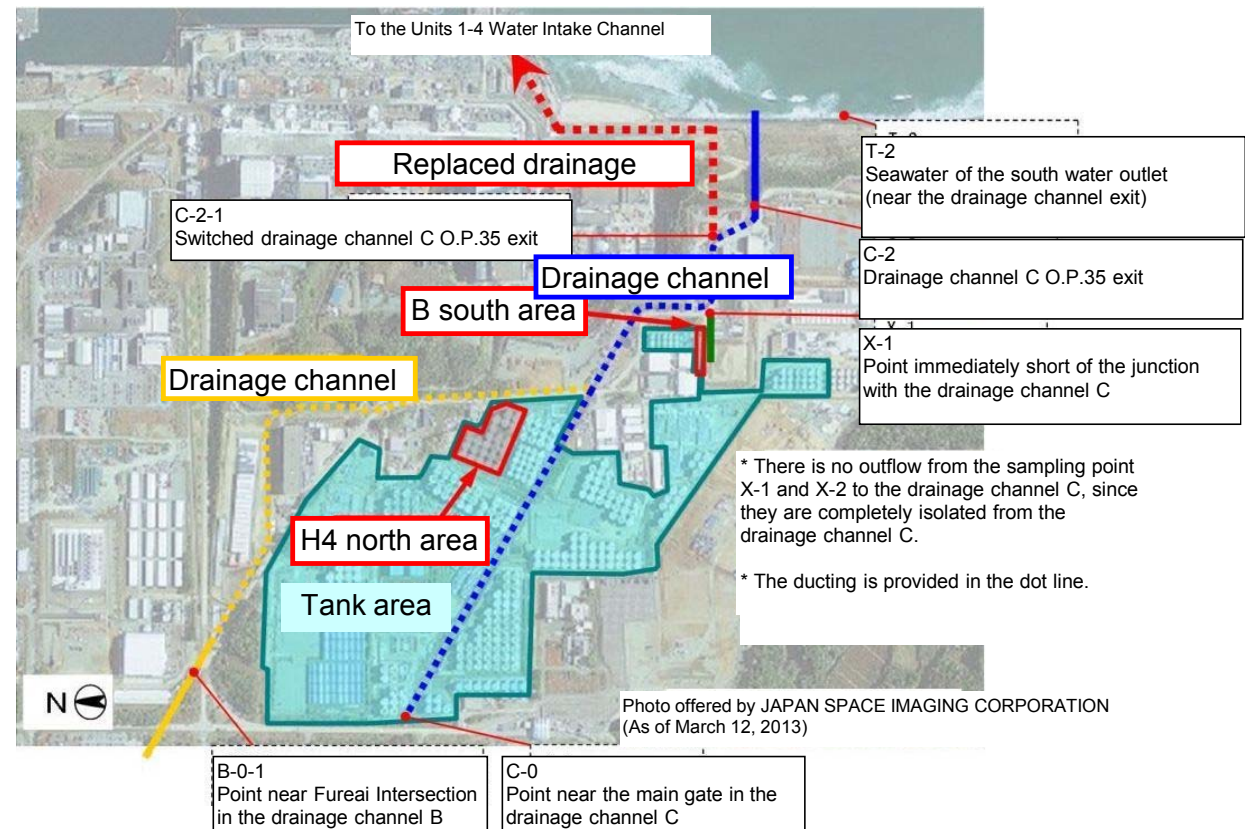 To the Units 1-4 Water Intake Channel
Replaced drainage
T-2
Seawater of the south water outlet
(near the drainage channel exit)
C-2-1
Switched drainage channel C O.P.35 exit
C-2
Drainage channel C O.P.35 exit
Drainage channel
B south area
X-1
Point immediately short of the junction
with the drainage channel C
Drainage channel
* There is no outflow from the sampling point
X-1 and X-2 to the drainage channel C, since
they are completely isolated from the
drainage channel C.
* The ducting is provided in the dot line.
H4 north area
Tank area
N
Photo offered by JAPAN SPACE IMAGING CORPORATION
(As of March 12, 2013)
B-0-1
Point near Fureai Intersection
in the drainage channel B
C-0
Point near the main gate in the
drainage channel C